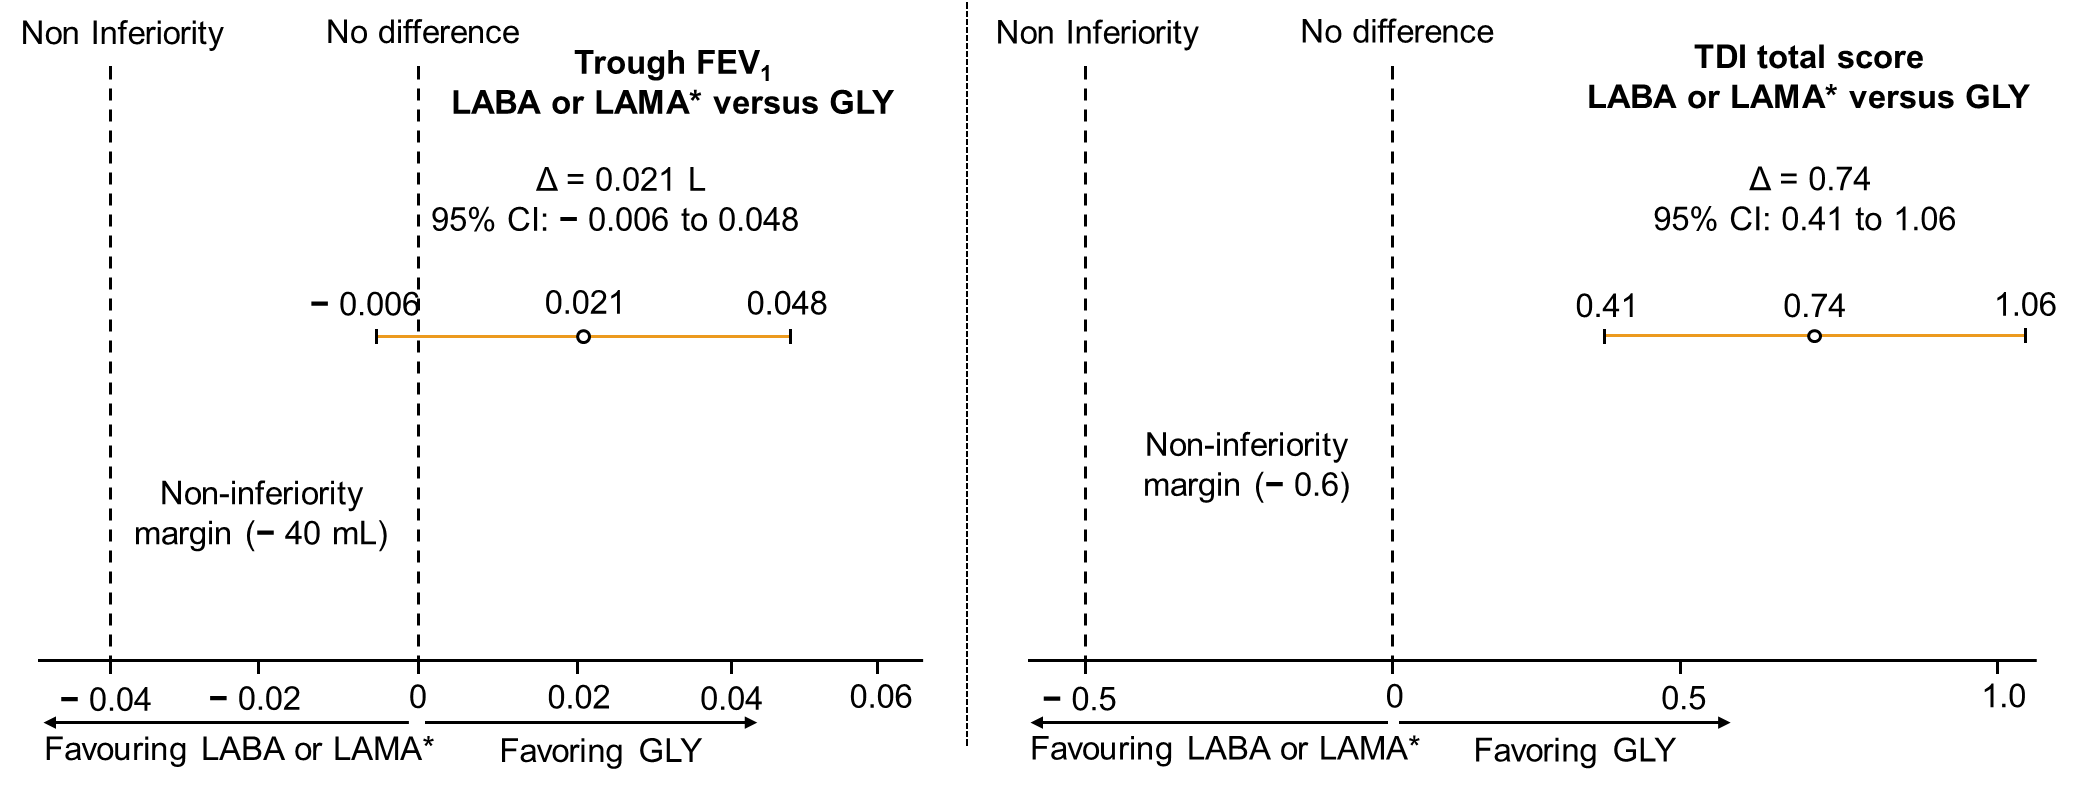 Non Inferiority
No difference
Trough FEV₁
LABA or LAMA* versus GLY
Δ = 0.021 L
95% CI: − 0.006 to 0.048
− 0.006
0.021
0.048
Non-inferiority
margin (− 40 mL)
− 0.04
− 0.02
0
0.02
0.04
0.06
Favouring LABA or LAMA*
Favoring GLY
Non Inferiority
No difference
TDI total score
LABA or LAMA* versus GLY
Δ = 0.74
95% CI: 0.41 to 1.06
0.41
0.74
1.06
Non-inferiority
margin (− 0.6)
− 0.5
0
0.5
1.0
Favouring LABA or LAMA*
Favoring GLY